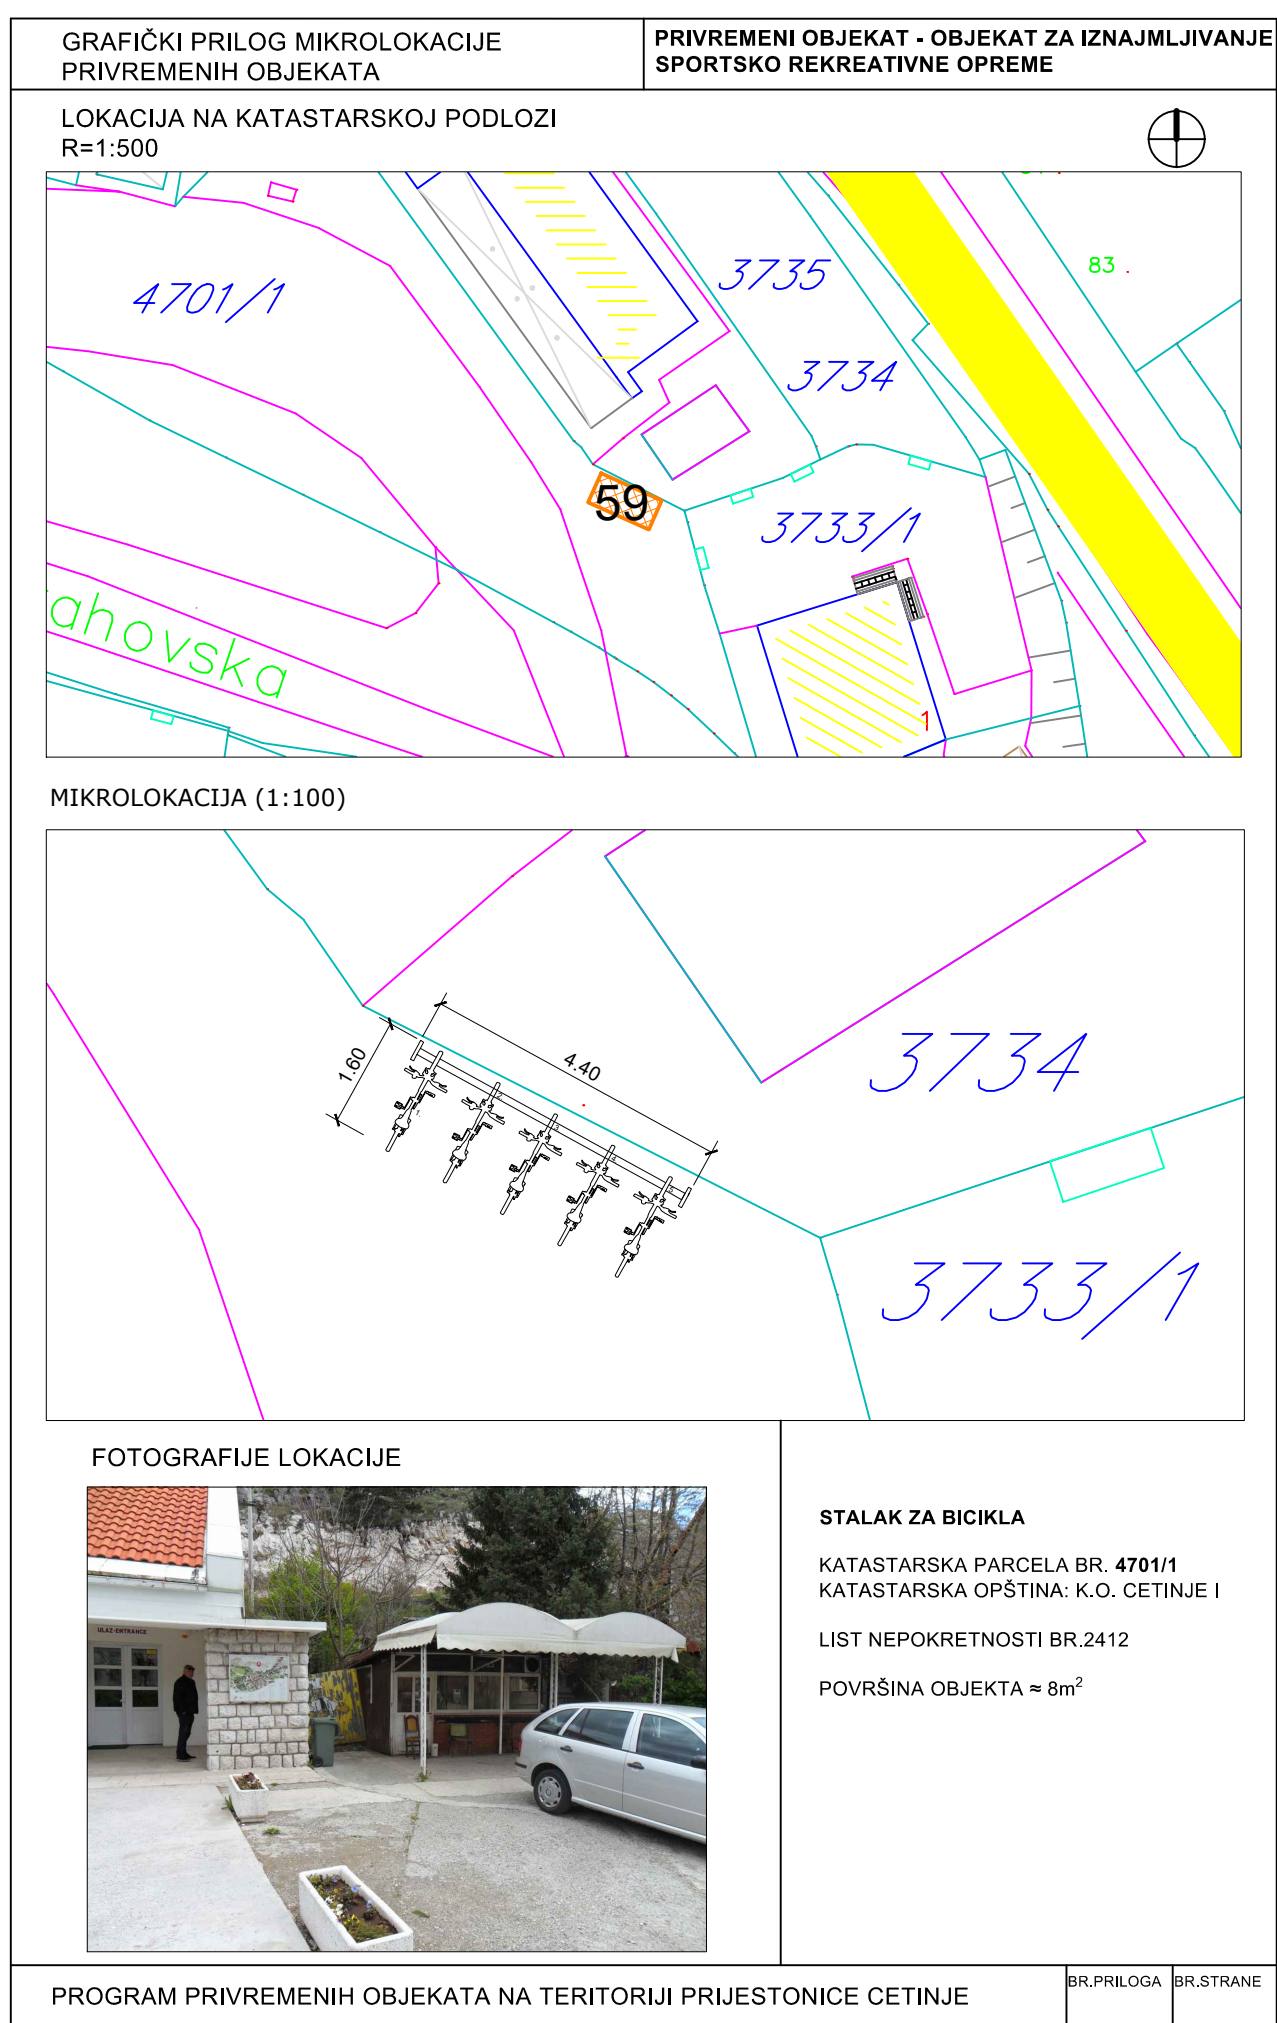 GRAFIČKI PRILOG MIKROLOKACIJE
PRIVREMENIH OBJEKATA
PRIVREMENI OBJEKAT - OBJEKAT ZA IZNAJMLJIVANJE
SPORTSKO REKREATIVNE OPREME
LOKACIJA NA KATASTARSKOJ PODLOZI
R=1:500
4701/1
3735
83
3734
59
3733/1
ahovska
1
MIKROLOKACIJA (1:100)
1.60
4.40
3734
3733/1
FOTOGRAFIJE LOKACIJE
ULAZ-ENTRANCE
STALAK ZA BICIKLA
KATASTARSKA PARCELA BR. 4701/1
KATASTARSKA OPŠTINA: K.O. CETINJE I
LIST NEPOKRETNOSTI BR.2412
POVRŠINA OBJEKTA ≈ 8m²
PROGRAM PRIVREMENIH OBJEKATA NA TERITORIJI PRIJESTONICE CETINJE
BR.PRILOGA
BR.STRANE